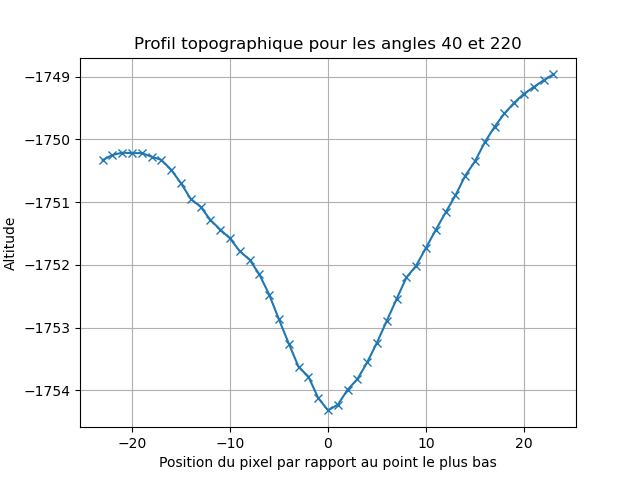 Profil topographique pour les angles 40 et 220
−1749
−1750
−1751
−1752
−1753
−1754
Altitude
−20 −10 0 10 20
Position du pixel par rapport au point le plus bas